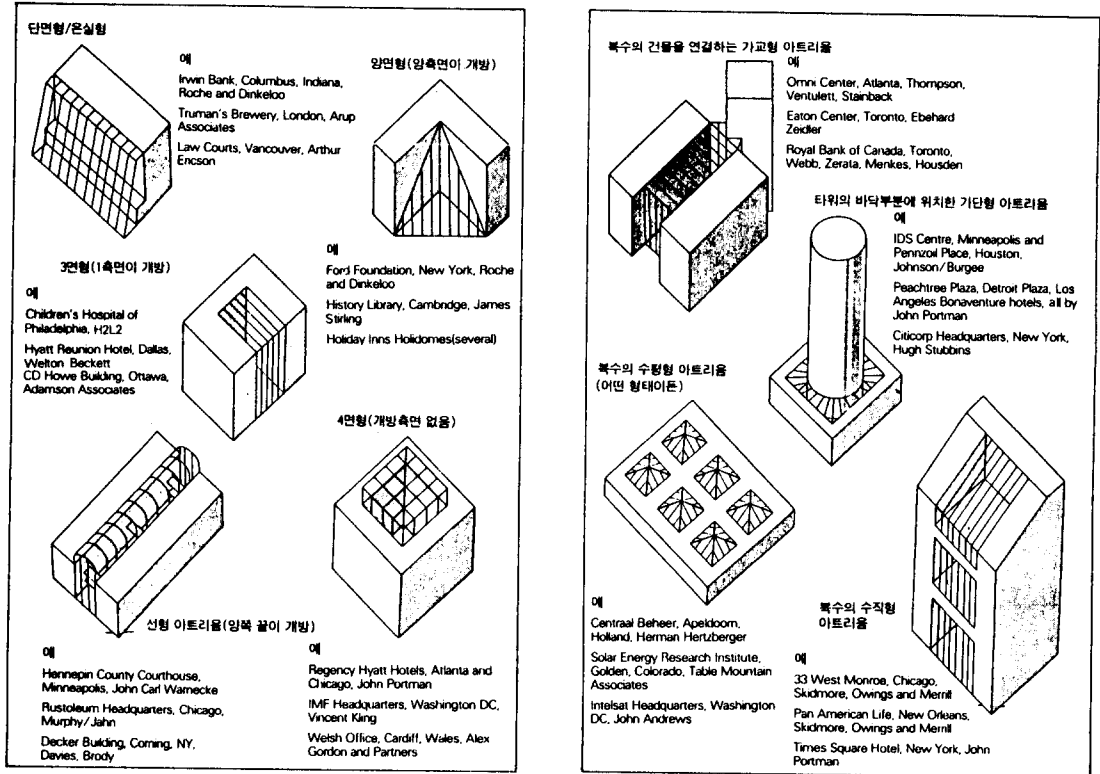 단면형/온실형
예
Irwin Bank, Columbus, Indiana,
Roche and Dinkeloo
Truman's Brewery, London, Arup
Associates
Law Courts, Vancouver, Arthur
Encson
양면형(양측면이 개방)
예
Ford Foundation, New York, Roche
and Dinkeloo
History Library, Cambridge, James
Stirling
Holiday Inns Holidomes(several)
3면형(1측면이 개방)
예
Children's Hospital of
Philadelphia, H2L2
Hyatt Reunion Hotel, Dallas,
Welton Beckett
CD Howe Building, Ottawa,
Adamson Associates
4면형(개방측면 없음)
예
Regency Hyatt Hotels, Atlanta and
Chicago, John Portman
IMF Headquarters, Washington DC,
Vincent Kling
Welsh Office, Cardiff, Wales, Alex
Gordon and Partners
선형 아트리움(양쪽 끝이 개방)
예
Hennepin County Courthouse,
Minneapolis, John Carl Warnecke
Rustoleum Headquarters, Chicago,
Murphy/Jahn
Decker Building, Corning, NY,
Davies, Brody
복수의 건물을 연결하는 가교형 아트리움
예
Omni Center, Atlanta, Thompson,
Ventulett, Stainback
Eaton Center, Toronto, Ebehard
Zeidler
Royal Bank of Canada, Toronto,
Webb, Zerata, Menkes, Housden
타워의 바닥부분에 위치한 기단형 아트리움
예
IDS Centre, Minneapolis and
Pennzoil Place, Houston,
Johnson/Burgee
Peachtree Plaza, Detroit Plaza, Los
Angeles Bonaventure hotels, all by
John Portman
Citicorp Headquarters, New York,
Hugh Stubbins
복수의 수평형 아트리움
(어떤 형태이든)
예
Centraal Beheer, Apeldoorn,
Holland, Herman Hertzberger
Solar Energy Research Institute,
Golden, Colorado, Table Mountain
Associates
Intelsat Headquarters, Washington
DC, John Andrews
복수의 수직형
아트리움
예
33 West Monroe, Chicago,
Skidmore, Owings and Merrill
Pan American Life, New Orleans,
Skidmore, Owings and Merrill
Times Square Hotel, New York, John
Portman